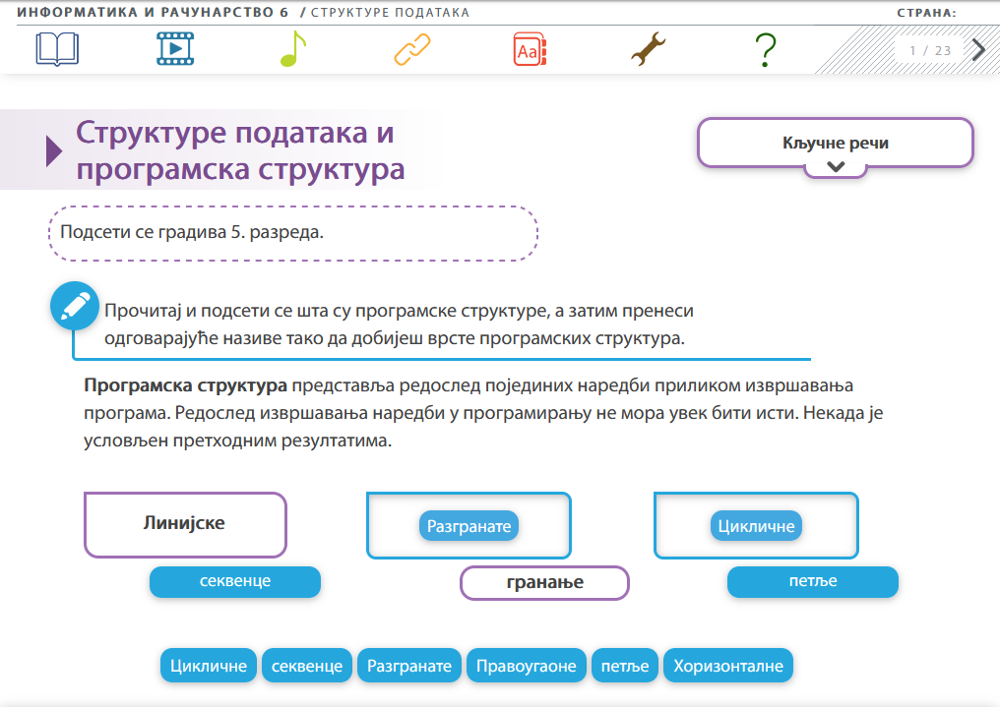 ИНФОРМАТИКА И РАЧУНАРСТВО 6 / СТРУКТУРЕ ПОДАТАКА
СТРАНА:
Aa
?
1 / 23
Структуре података и
програмска структура
Кључне речи
Подсети се градива 5. разреда.
Прочитај и подсети се шта су програмске структуре, а затим пренеси
одговарајуће називе тако да добијеш врсте програмских структура.
Програмска структура представља редослед појединих наредби приликом извршавања
програма. Редослед извршавања наредби у програмирању не мора увек бити исти. Некада је
условљен претходним резултатима.
Линијске
Разгранате
Цикличне
секвенце
гранање
петље
Цикличне секвенце Разгранате Правоугаоне петље Хоризонталне